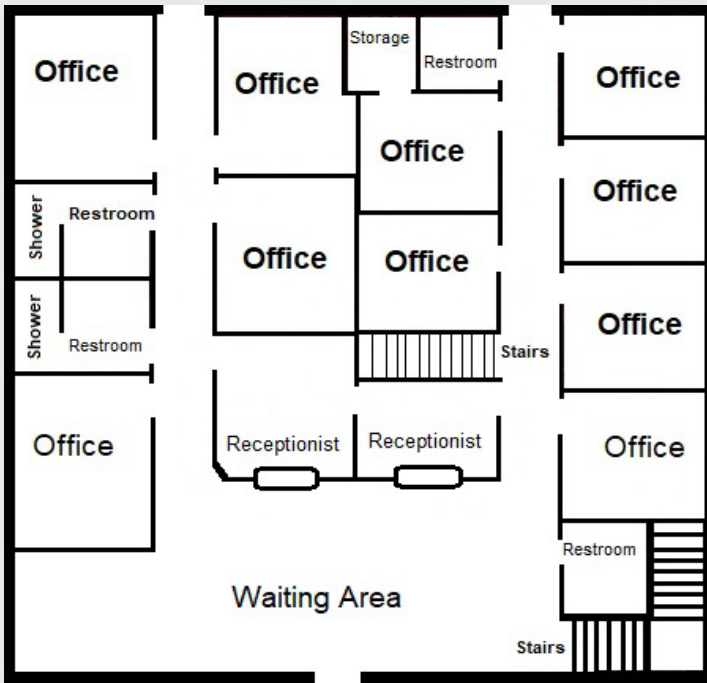 Storage
Office
Office
Restroom
Office
Office
Office
Shower
Restroom
Office
Office
Office
Shower
Restroom
Office
Stairs
Office
Receptionist
Receptionist
Office
Restroom
Waiting Area
Stairs